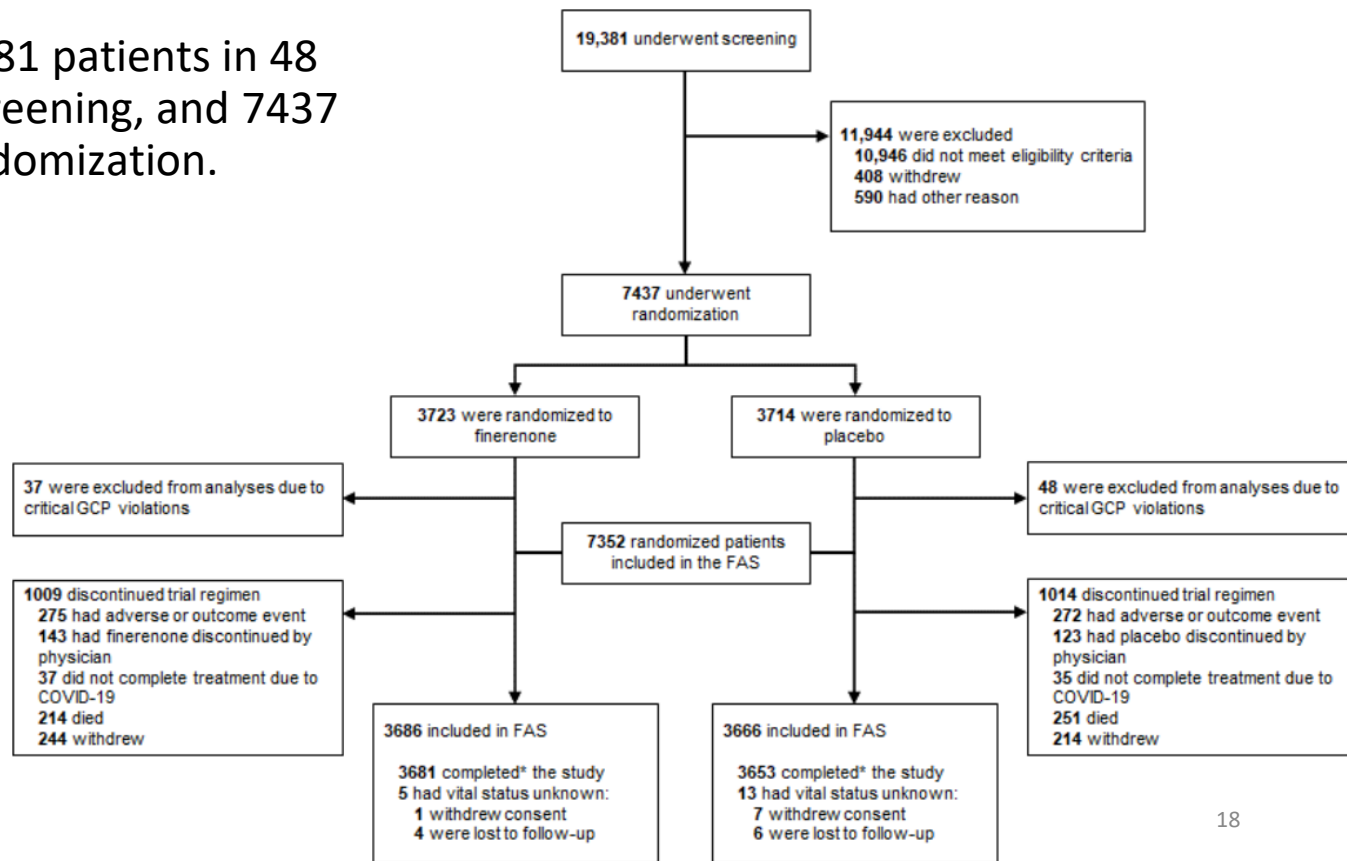 81 patients in 48
reening, and 7437
domization.
19,381 underwent screening
11,944 were excluded
10,946 did not meet eligibility criteria
408 withdrew
590 had other reason
7437 underwent
randomization
3723 were randomized to
finerenone
3714 were randomized to
placebo
37 were excluded from analyses due to
critical GCP violations
48 were excluded from analyses due to
critical GCP violations
7352 randomized patients
included in the FAS
1009 discontinued trial regimen
275 had adverse or outcome event
143 had finerenone discontinued by
physician
37 did not complete treatment due to
COVID-19
214 died
244 withdrew
1014 discontinued trial regimen
272 had adverse or outcome event
123 had placebo discontinued by
physician
35 did not complete treatment due to
COVID-19
251 died
214 withdrew
3686 included in FAS
3681 completed* the study
5 had vital status unknown:
1 withdrew consent
4 were lost to follow-up
3666 included in FAS
3653 completed* the study
13 had vital status unknown:
7 withdrew consent
6 were lost to follow-up
18